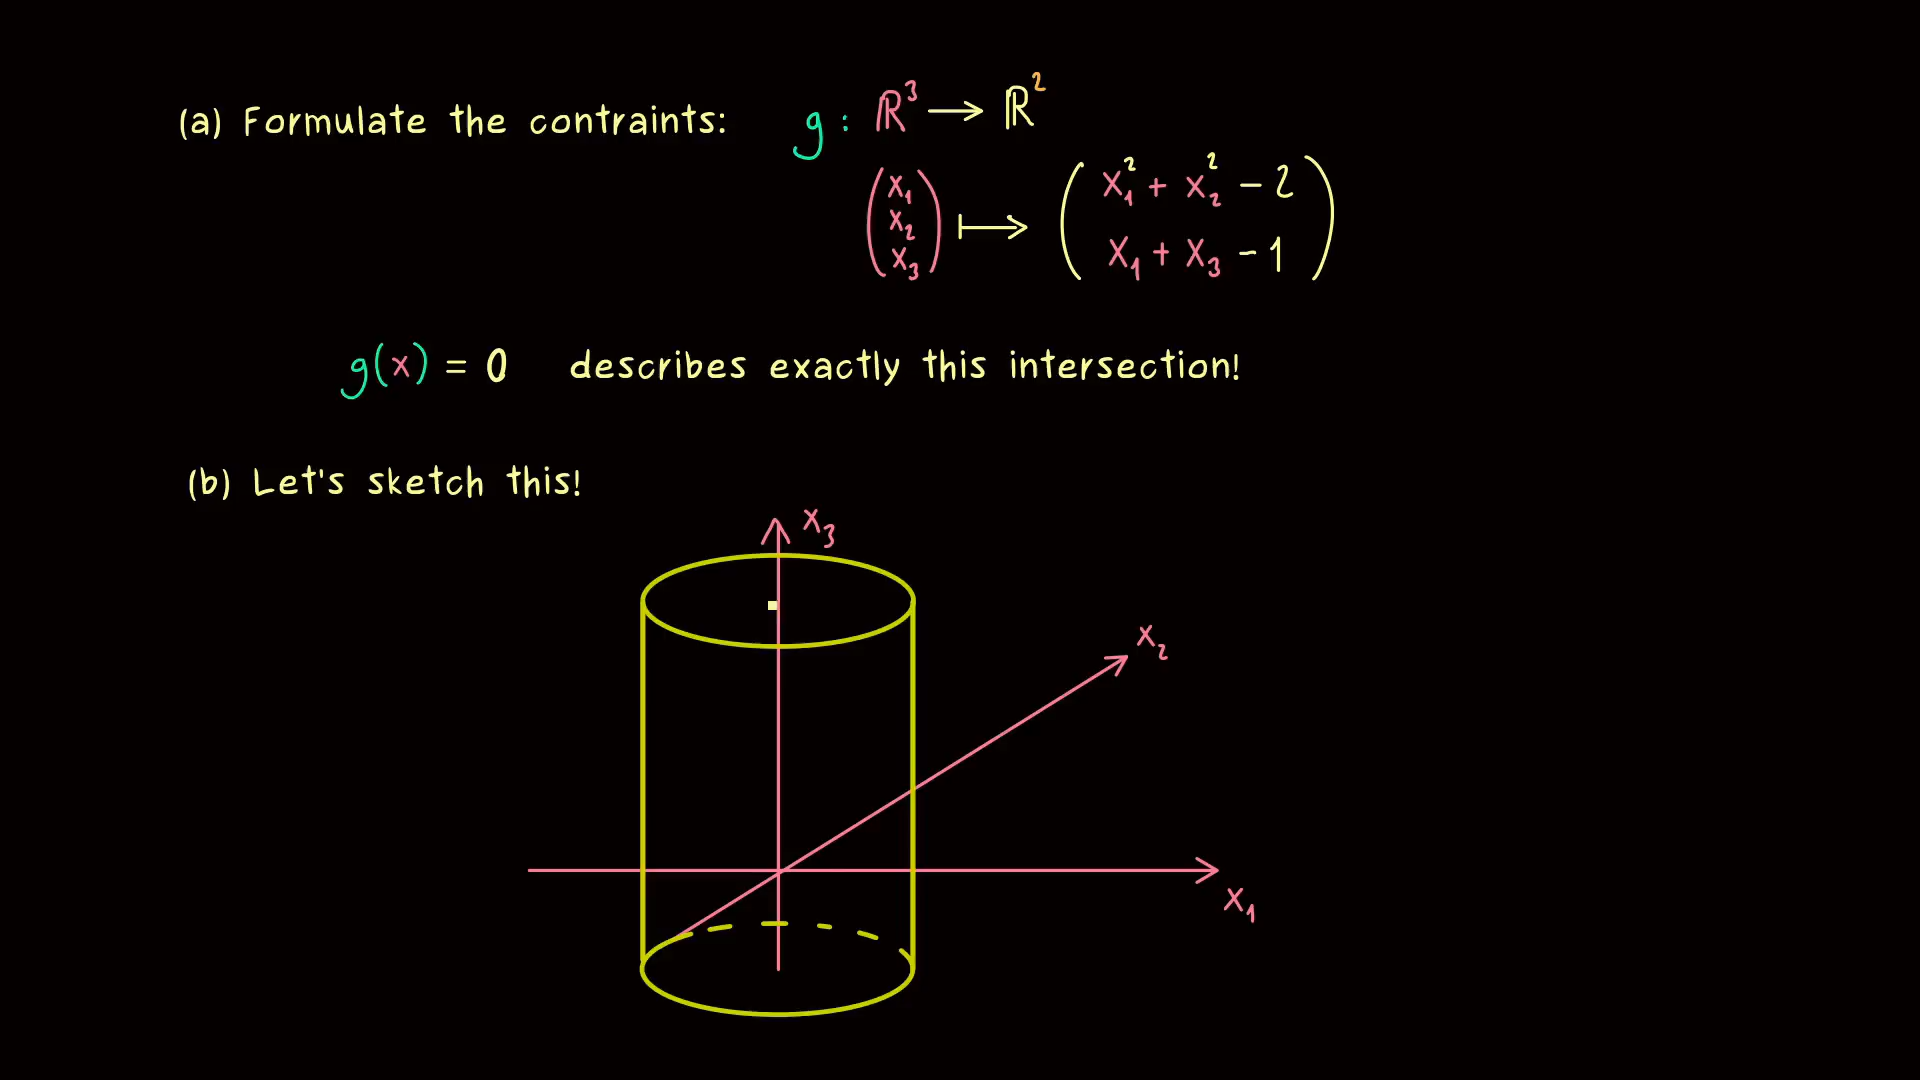 (a) Formulate the contraints: g : ℝ³ ⟶ ℝ²
(x₁ x₂ x₃) ⟼ (x₁² + x₂² − 2
x₁ + x₃ − 1)
g(x) = 0 describes exactly this intersection!
(b) Let's sketch this!
x₃
x₂
x₁